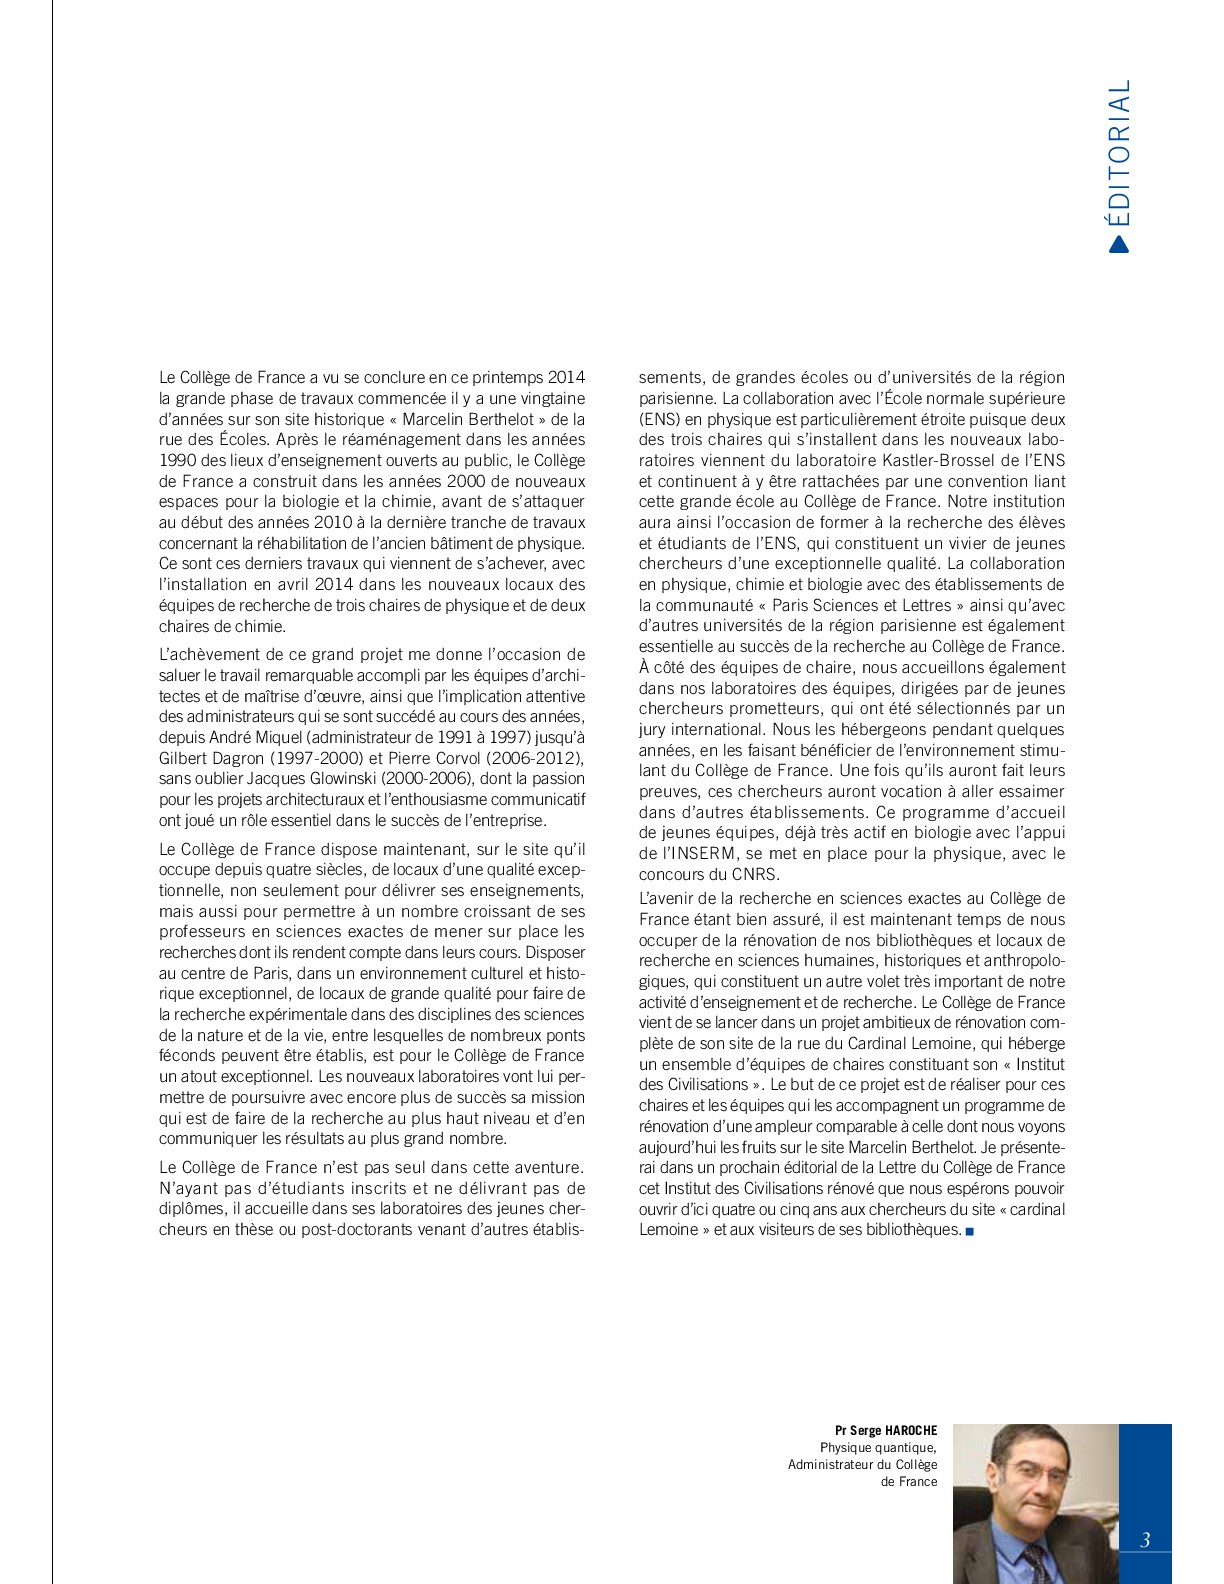 ÉDITORIAL
Le Collège de France a vu se conclure en ce printemps 2014
la grande phase de travaux commencée il y a une vingtaine
d’années sur son site historique « Marcelin Berthelot » de la
rue des Écoles. Après le réaménagement dans les années
1990 des lieux d’enseignement ouverts au public, le Collège
de France a construit dans les années 2000 de nouveaux
espaces pour la biologie et la chimie, avant de s’attaquer
au début des années 2010 à la dernière tranche de travaux
concernant la réhabilitation de l’ancien bâtiment de physique.
Ce sont ces derniers travaux qui viennent de s’achever, avec
l’installation en avril 2014 dans les nouveaux locaux des
équipes de recherche de trois chaires de physique et de deux
chaires de chimie.
L’achèvement de ce grand projet me donne l’occasion de
saluer le travail remarquable accompli par les équipes d’archi-
tectes et de maîtrise d’œuvre, ainsi que l’implication attentive
des administrateurs qui se sont succédé au cours des années,
depuis André Miquel (administrateur de 1991 à 1997) jusqu’à
Gilbert Dagron (1997-2000) et Pierre Corvol (2006-2012),
sans oublier Jacques Glowinski (2000-2006), dont la passion
pour les projets architecturaux et l’enthousiasme communicatif
ont joué un rôle essentiel dans le succès de l’entreprise.
Le Collège de France dispose maintenant, sur le site qu’il
occupe depuis quatre siècles, de locaux d’une qualité excep-
tionnelle, non seulement pour délivrer ses enseignements,
mais aussi pour permettre à un nombre croissant de ses
professeurs en sciences exactes de mener sur place les
recherches dont ils rendent compte dans leurs cours. Disposer
au centre de Paris, dans un environnement culturel et histo-
rique exceptionnel, de locaux de grande qualité pour faire de
la recherche expérimentale dans des disciplines des sciences
de la nature et de la vie, entre lesquelles de nombreux ponts
féconds peuvent être établis, est pour le Collège de France
un atout exceptionnel. Les nouveaux laboratoires vont lui per-
mettre de poursuivre avec encore plus de succès sa mission
qui est de faire de la recherche au plus haut niveau et d’en
communiquer les résultats au plus grand nombre.
Le Collège de France n’est pas seul dans cette aventure.
N’ayant pas d’étudiants inscrits et ne délivrant pas de
diplômes, il accueille dans ses laboratoires des jeunes cher-
cheurs en thèse ou post-doctorants venant d’autres établis-
sements, de grandes écoles ou d’universités de la région
parisienne. La collaboration avec l’École normale supérieure
(ENS) en physique est particulièrement étroite puisque deux
des trois chaires qui s’installent dans les nouveaux labo-
ratoires viennent du laboratoire Kastler-Brossel de l’ENS
et continuent à y être rattachées par une convention liant
cette grande école au Collège de France. Notre institution
aura ainsi l’occasion de former à la recherche des élèves
et étudiants de l’ENS, qui constituent un vivier de jeunes
chercheurs d’une exceptionnelle qualité. La collaboration
en physique, chimie et biologie avec des établissements de
la communauté « Paris Sciences et Lettres » ainsi qu’avec
d’autres universités de la région parisienne est également
essentielle au succès de la recherche au Collège de France.
À côté des équipes de chaire, nous accueillons également
dans nos laboratoires des équipes, dirigées par de jeunes
chercheurs prometteurs, qui ont été sélectionnés par un
jury international. Nous les hébergeons pendant quelques
années, en les faisant bénéficier de l’environnement stimu-
lant du Collège de France. Une fois qu’ils auront fait leurs
preuves, ces chercheurs auront vocation à aller essaimer
dans d’autres établissements. Ce programme d’accueil
de jeunes équipes, déjà très actif en biologie avec l’appui
de l’INSERM, se met en place pour la physique, avec le
concours du CNRS.
L’avenir de la recherche en sciences exactes au Collège de
France étant bien assuré, il est maintenant temps de nous
occuper de la rénovation de nos bibliothèques et locaux de
recherche en sciences humaines, historiques et anthropolo-
giques, qui constituent un autre volet très important de notre
activité d’enseignement et de recherche. Le Collège de France
vient de se lancer dans un projet ambitieux de rénovation com-
plète de son site de la rue du Cardinal Lemoine, qui héberge
un ensemble d’équipes de chaires constituant son « Institut
des Civilisations ». Le but de ce projet est de réaliser pour ces
chaires et les équipes qui les accompagnent un programme de
rénovation d’une ampleur comparable à celle dont nous voyons
aujourd’hui les fruits sur le site Marcelin Berthelot. Je présente-
rai dans un prochain éditorial de la Lettre du Collège de France
cet Institut des Civilisations rénové que nous espérons pouvoir
ouvrir d’ici quatre ou cinq ans aux chercheurs du site « cardinal
Lemoine » et aux visiteurs de ses bibliothèques.
Pr Serge HAROCHE
Physique quantique,
Administrateur du Collège
de France
3